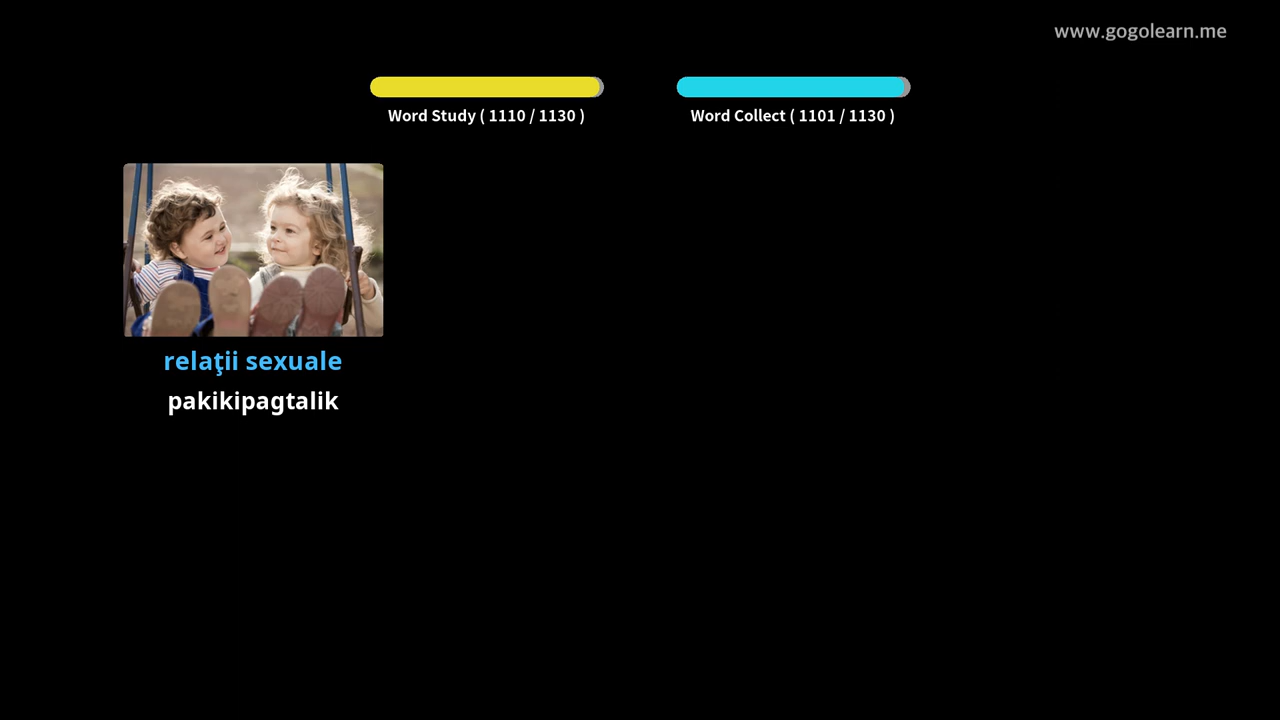 www.gogolearn.me
Word Study ( 1110 / 1130 )
Word Collect ( 1101 / 1130 )
relaţii sexuale
pakikipagtalik